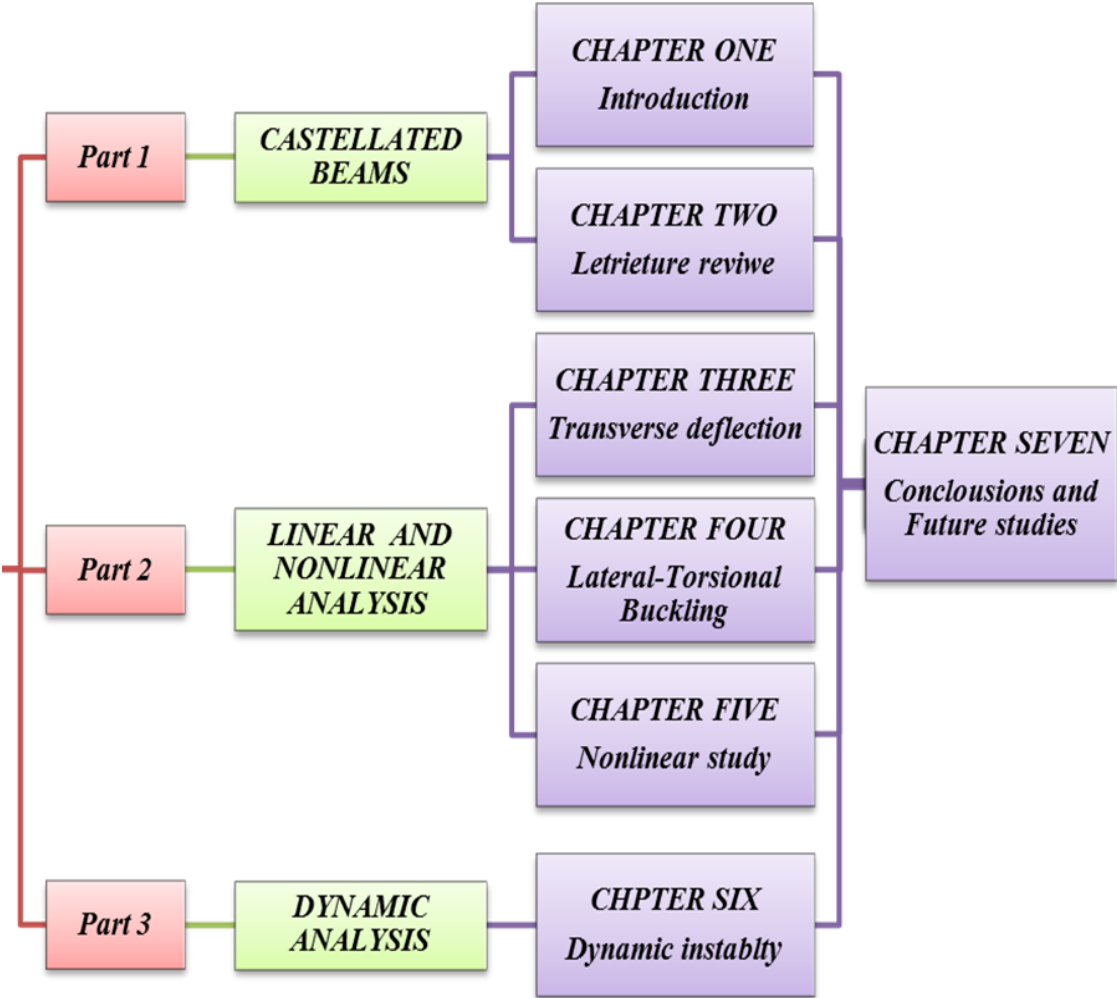 Part 1
CASTELLATED
BEAMS
CHAPTER ONE
Introduction
CHAPTER TWO
Letrieture reviwe
Part 2
LINEAR AND
NONLINEAR
ANALYSIS
CHAPTER THREE
Transverse deflection
CHAPTER FOUR
Lateral-Torsional
Buckling
CHAPTER FIVE
Nonlinear study
Part 3
DYNAMIC
ANALYSIS
CHPTER SIX
Dynamic instablty
CHAPTER SEVEN
Conclousions and
Future studies